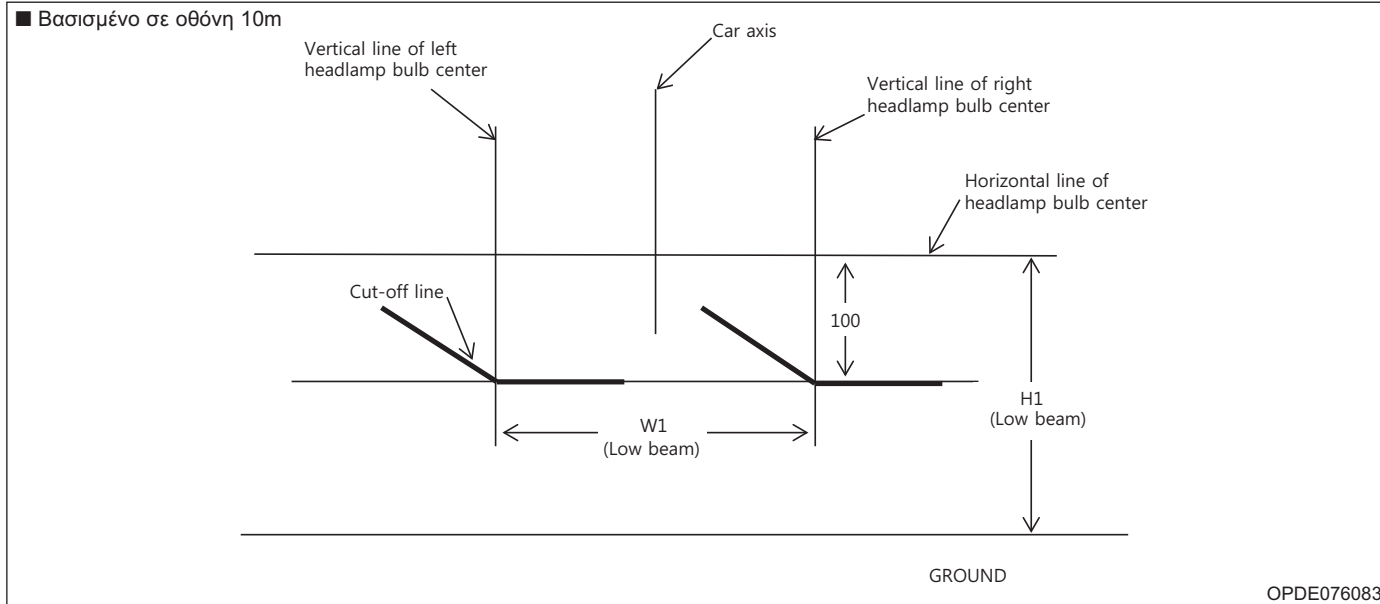 ■ Βασισμένο σε οθόνη 10m
Car axis
Vertical line of left
headlamp bulb center
Vertical line of right
headlamp bulb center
Horizontal line of
headlamp bulb center
Cut-off line
100
H1
(Low beam)
W1
(Low beam)
GROUND
OPDE076083